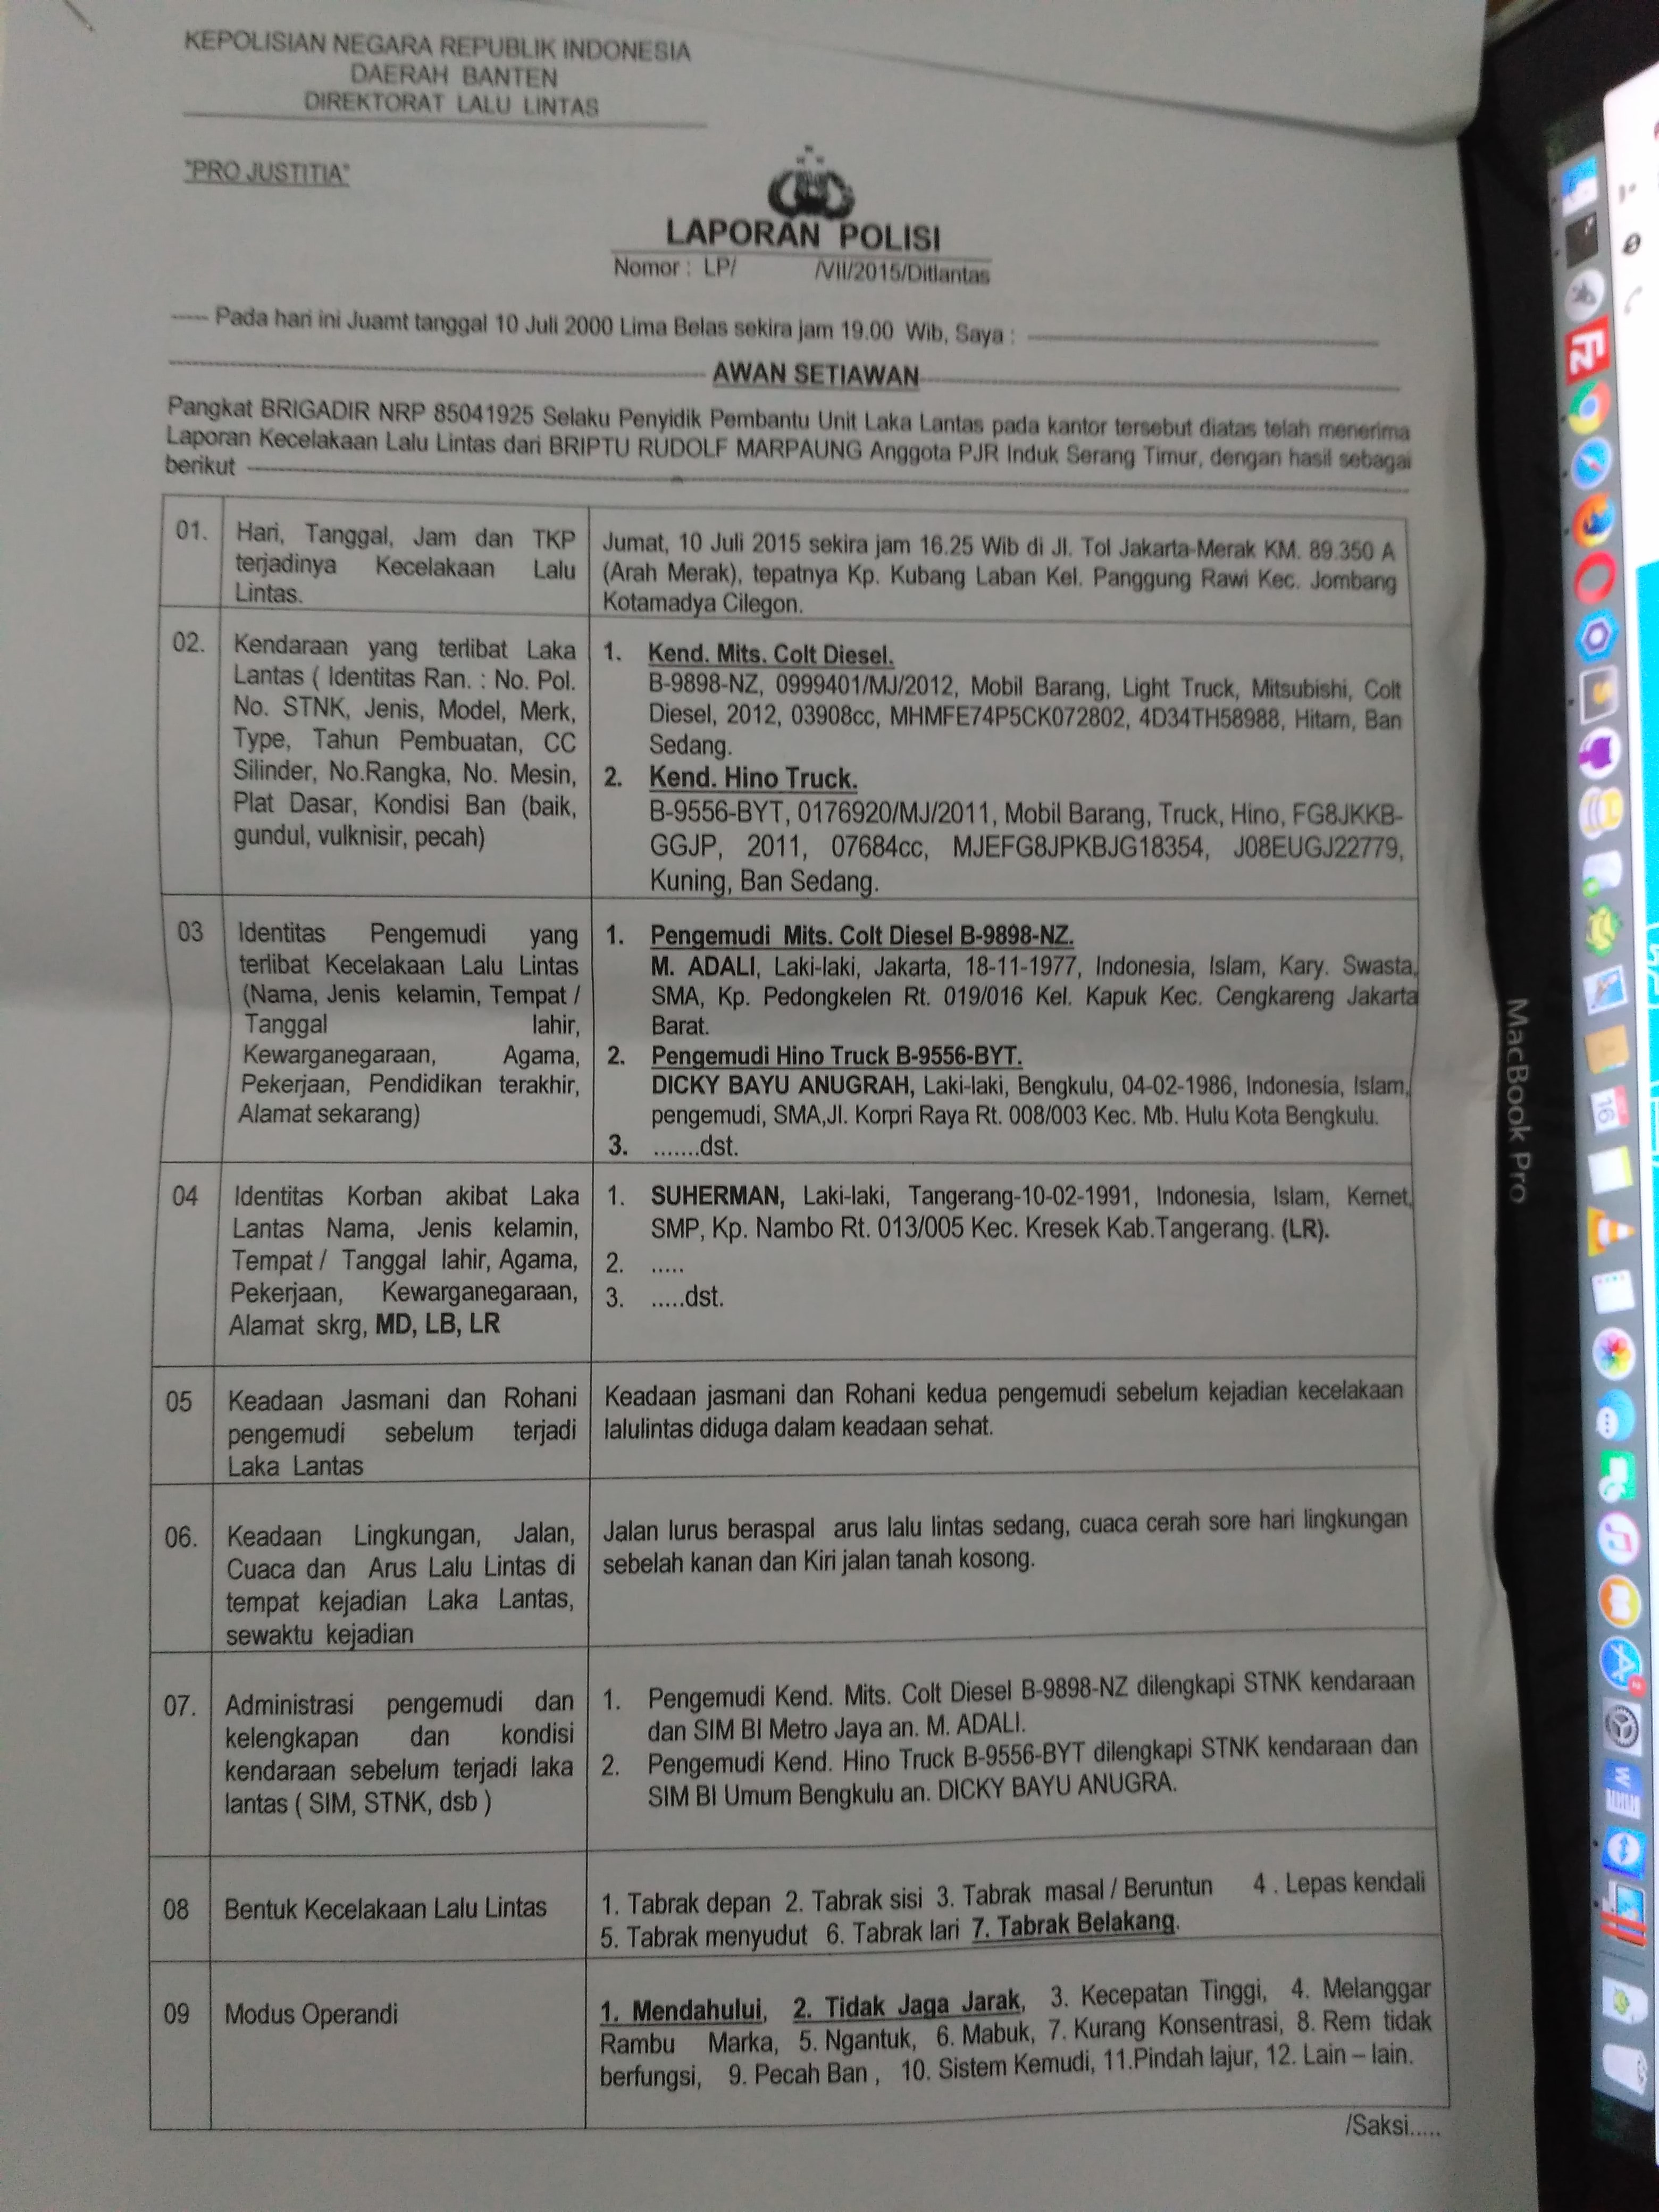 KEPOLISIAN NEGARA REPUBLIK INDONESIA
DAERAH BANTEN
DIREKTORAT LALU LINTAS
"PRO JUSTITIA"
LAPORAN POLISI
Nomor : LP/ /VII/2015/Ditlantas
----- Pada hari ini Juamt tanggal 10 Juli 2000 Lima Belas sekira jam 19.00 Wib, Saya :
AWAN SETIAWAN
Pangkat BRIGADIR NRP 85041925 Selaku Penyidik Pembantu Unit Laka Lantas pada kantor tersebut diatas telah menerima
Laporan Kecelakaan Lalu Lintas dari BRIPTU RUDOLF MARPAUNG Anggota PJR Induk Serang Timur, dengan hasil sebagai
berikut
01.
Hari, Tanggal, Jam dan TKP
terjadinya Kecelakaan Lalu
Lintas.
Jumat, 10 Juli 2015 sekira jam 16.25 Wib di Jl. Tol Jakarta-Merak KM. 89.350 A
(Arah Merak), tepatnya Kp. Kubang Laban Kel. Panggung Rawi Kec. Jombang
Kotamadya Cilegon.
02.
Kendaraan yang terlibat Laka
Lantas ( Identitas Ran. : No. Pol.
No. STNK, Jenis, Model, Merk,
Type, Tahun Pembuatan, CC
Silinder, No.Rangka, No. Mesin,
Plat Dasar, Kondisi Ban (baik,
gundul, vulknisir, pecah)
1. Kend. Mits. Colt Diesel.
B-9898-NZ, 0999401/MJ/2012, Mobil Barang, Light Truck, Mitsubishi, Colt
Diesel, 2012, 03908cc, MHMFE74P5CK072802, 4D34TH58988, Hitam, Ban
Sedang.
2. Kend. Hino Truck.
B-9556-BYT, 0176920/MJ/2011, Mobil Barang, Truck, Hino, FG8JKKB-
GGJP, 2011, 07684cc, MJEFG8JPKBJG18354, J08EUGJ22779,
Kuning, Ban Sedang.
03
Identitas Pengemudi yang
terlibat Kecelakaan Lalu Lintas
(Nama, Jenis kelamin, Tempat /
Tanggal lahir,
Kewarganegaraan, Agama,
Pekerjaan, Pendidikan terakhir,
Alamat sekarang)
1. Pengemudi Mits. Colt Diesel B-9898-NZ.
M. ADALI, Laki-laki, Jakarta, 18-11-1977, Indonesia, Islam, Kary. Swasta,
SMA, Kp. Pedongkelen Rt. 019/016 Kel. Kapuk Kec. Cengkareng Jakarta
Barat.
2. Pengemudi Hino Truck B-9556-BYT.
DICKY BAYU ANUGRAH, Laki-laki, Bengkulu, 04-02-1986, Indonesia, Islam,
pengemudi, SMA,Jl. Korpri Raya Rt. 008/003 Kec. Mb. Hulu Kota Bengkulu.
3. .......dst.
04
Identitas Korban akibat Laka
Lantas Nama, Jenis kelamin,
Tempat / Tanggal lahir, Agama,
Pekerjaan, Kewarganegaraan,
Alamat skrg, MD, LB, LR
1. SUHERMAN, Laki-laki, Tangerang-10-02-1991, Indonesia, Islam, Kernet,
SMP, Kp. Nambo Rt. 013/005 Kec. Kresek Kab.Tangerang. (LR).
2. .....
3. .....dst.
05
Keadaan Jasmani dan Rohani
pengemudi sebelum terjadi
Laka Lantas
Keadaan jasmani dan Rohani kedua pengemudi sebelum kejadian kecelakaan
lalulintas diduga dalam keadaan sehat.
06.
Keadaan Lingkungan, Jalan,
Cuaca dan Arus Lalu Lintas di
tempat kejadian Laka Lantas,
sewaktu kejadian
Jalan lurus beraspal arus lalu lintas sedang, cuaca cerah sore hari lingkungan
sebelah kanan dan Kiri jalan tanah kosong.
07.
Administrasi pengemudi dan
kelengkapan dan kondisi
kendaraan sebelum terjadi laka
lantas ( SIM, STNK, dsb )
1. Pengemudi Kend. Mits. Colt Diesel B-9898-NZ dilengkapi STNK kendaraan
dan SIM BI Metro Jaya an. M. ADALI.
2. Pengemudi Kend. Hino Truck B-9556-BYT dilengkapi STNK kendaraan dan
SIM BI Umum Bengkulu an. DICKY BAYU ANUGRA.
08
Bentuk Kecelakaan Lalu Lintas
1. Tabrak depan 2. Tabrak sisi 3. Tabrak masal / Beruntun 4 . Lepas kendali
5. Tabrak menyudut 6. Tabrak lari 7. Tabrak Belakang.
09
Modus Operandi
1. Mendahului, 2. Tidak Jaga Jarak, 3. Kecepatan Tinggi, 4. Melanggar
Rambu Marka, 5. Ngantuk, 6. Mabuk, 7. Kurang Konsentrasi, 8. Rem tidak
berfungsi, 9. Pecah Ban , 10. Sistem Kemudi, 11.Pindah lajur, 12. Lain – lain.
/Saksi.....
MacBook Pro
Fz
16
W